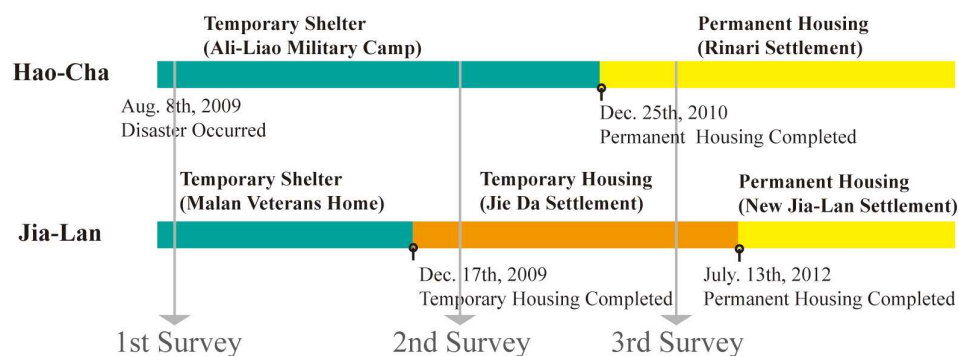 Temporary Shelter
(Ali-Liao Military Camp)
Permanent Housing
(Rinari Settlement)
Hao-Cha
Aug. 8th, 2009
Disaster Occurred
Dec. 25th, 2010
Permanent Housing Completed
Temporary Shelter
(Malan Veterans Home)
Temporary Housing
(Jie Da Settlement)
Permanent Housing
(New Jia-Lan Settlement)
Jia-Lan
Dec. 17th, 2009
Temporary Housing Completed
July. 13th, 2012
Permanent Housing Completed
1st Survey
2nd Survey
3rd Survey